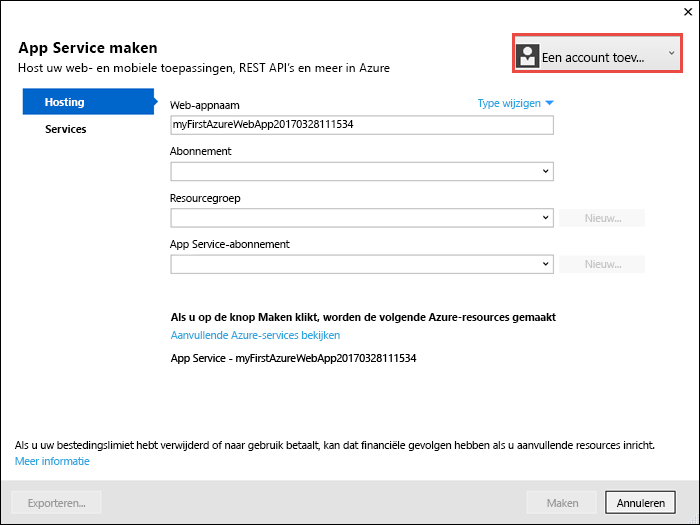 App Service maken
Host uw web- en mobiele toepassingen, REST API's en meer in Azure
Een account toev...
Hosting
Services
Web-appnaam
Type wijzigen
myFirstAzureWebApp20170328111534
Abonnement
Resourcegroep
Nieuw...
App Service-abonnement
Nieuw...
Als u op de knop Maken klikt, worden de volgende Azure-resources gemaakt
Aanvullende Azure-services bekijken
App Service - myFirstAzureWebApp20170328111534
Als u uw bestedingslimiet hebt verwijderd of naar gebruik betaalt, kan dat financiële gevolgen hebben als u aanvullende resources inricht.
Meer informatie
Exporteren...
Maken
Annuleren